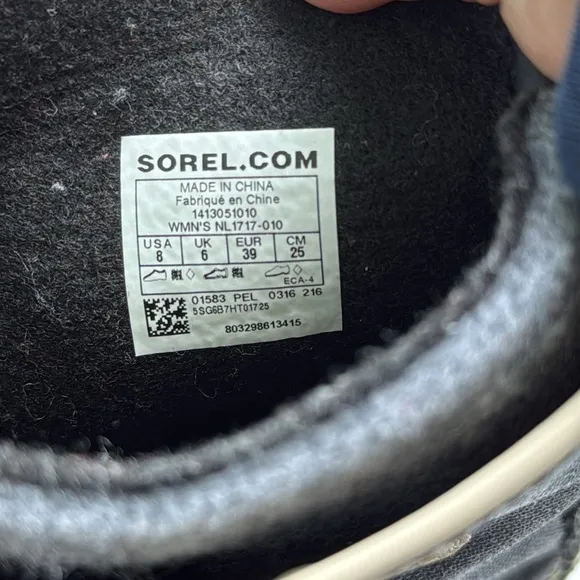 SOREL.COM
MADE IN CHINA
Fabriqué en Chine
1413051010
WMN'S NL1717-010
USA UK EUR CM
8 6 39 25
ECA-4
01583 PEL 0316 216
5SG6B7HT01725
803298613415